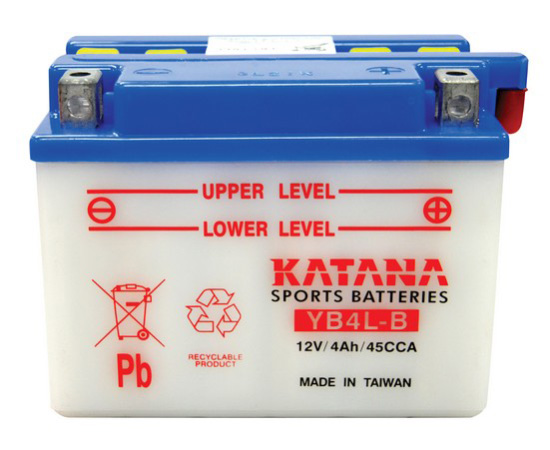 UPPER LEVEL
LOWER LEVEL
KATANA
SPORTS BATTERIES
YB4L-B
12V/4Ah/45CCA
MADE IN TAIWAN
Pb
RECYCLABLE
PRODUCT